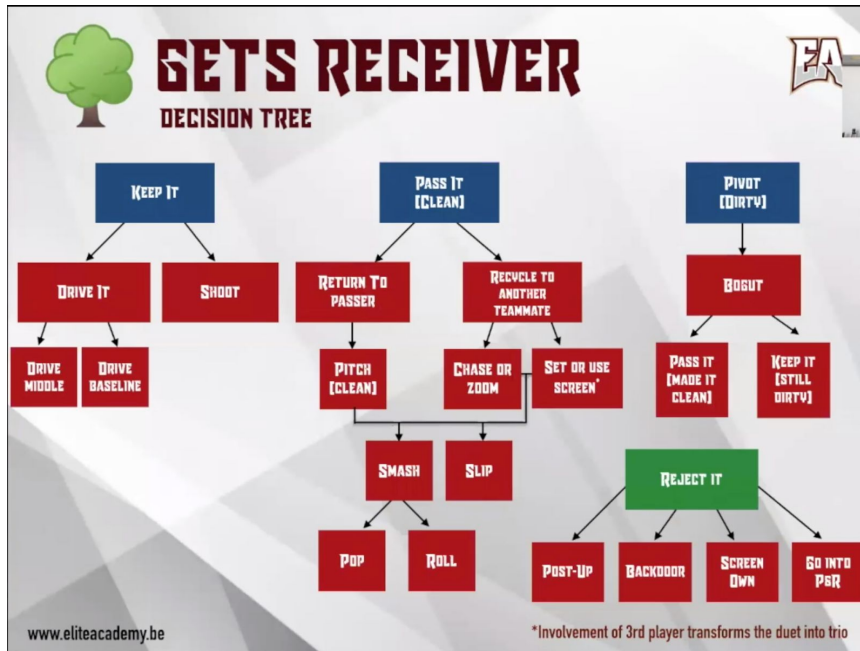 GETS RECEIVER
DECISION TREE
EA
KEEP IT
PASS IT
(CLEAN)
PIVOT
(DIRTY)
DRIVE IT
SHOOT
RETURN TO
PASSER
RECYCLE TO
ANOTHER
TEAMMATE
BOGUT
DRIVE
MIDDLE
DRIVE
BASELINE
PITCH
(CLEAN)
CHASE OR
ZOOM
SET OR USE
SCREEN*
PASS IT
(MADE IT
CLEAN)
KEEP IT
(STILL
DIRTY)
SMASH
SLIP
REJECT IT
POP
ROLL
POST-UP
BACKDOOR
SCREEN
OWN
GO INTO
P&R
www.eliteacademy.be
*Involvement of 3rd player transforms the duet into trio